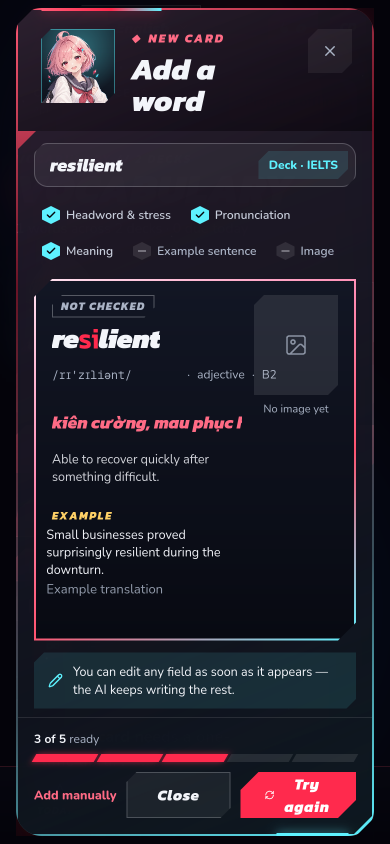 ◆ NEW CARD
Add a
word
resilient
Deck · IELTS
Headword & stress
Pronunciation
Meaning
Example sentence
Image
NOT CHECKED
resilient
/rɪˈzɪliənt/ · adjective · B2
No image yet
kiên cường, mau phục h
Able to recover quickly after
something difficult.
EXAMPLE
Small businesses proved
surprisingly resilient during the
downturn.
Example translation
You can edit any field as soon as it appears —
the AI keeps writing the rest.
3 of 5 ready
Add manually
Close
Try
again